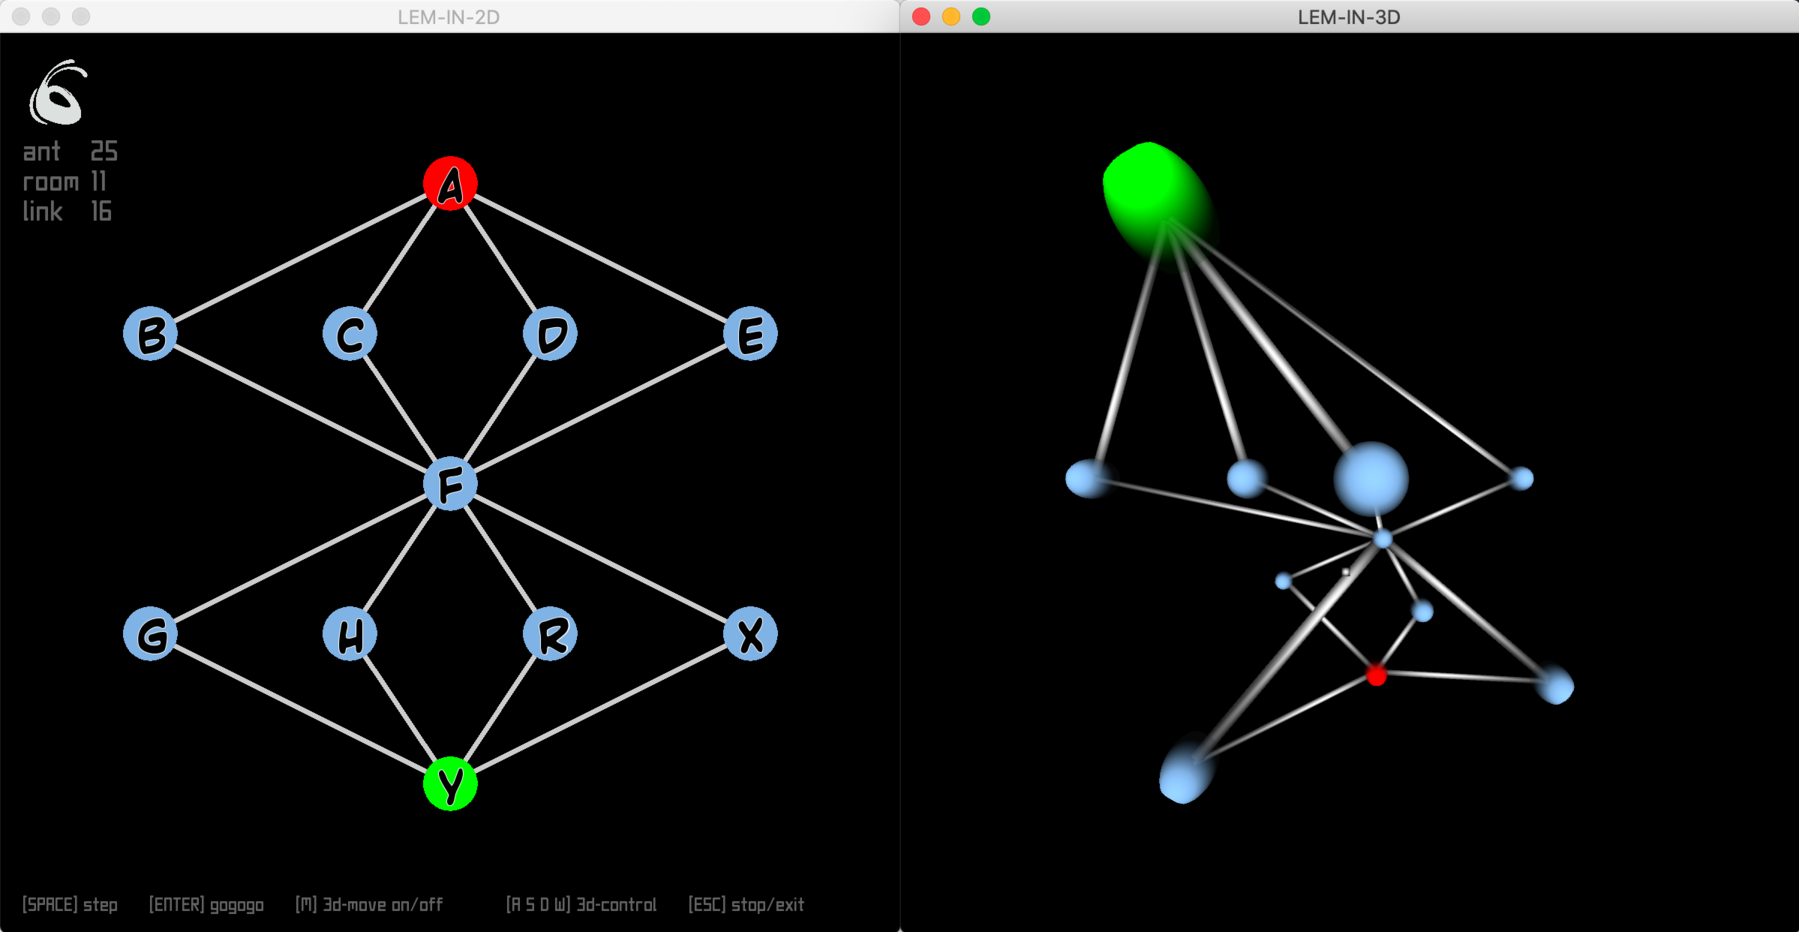 LEM-IN-2D
LEM-IN-3D
ant 25
room 11
link 16
A
B C D E
F
G H R X
Y
[SPACE] step [ENTER] gogogo [M] 3d-move on/off [A S D W] 3d-control [ESC] stop/exit